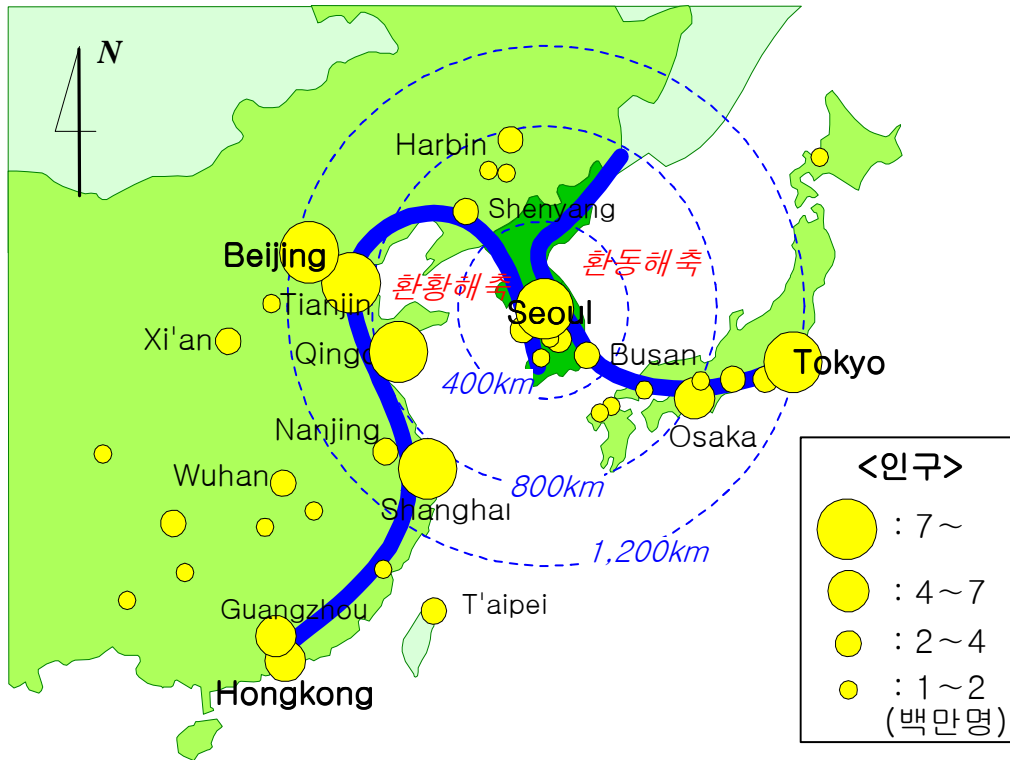 N
Harbin
Shenyang
Beijing
환황해축
환동해축
Tianjin
Seoul
Xi'an
Qingd
Busan
Tokyo
400km
Nanjing
Osaka
Wuhan
800km
Shanghai
1,200km
Guangzhou
T'aipei
Hongkong
<인구>
: 7~
: 4~7
: 2~4
: 1~2
(백만명)